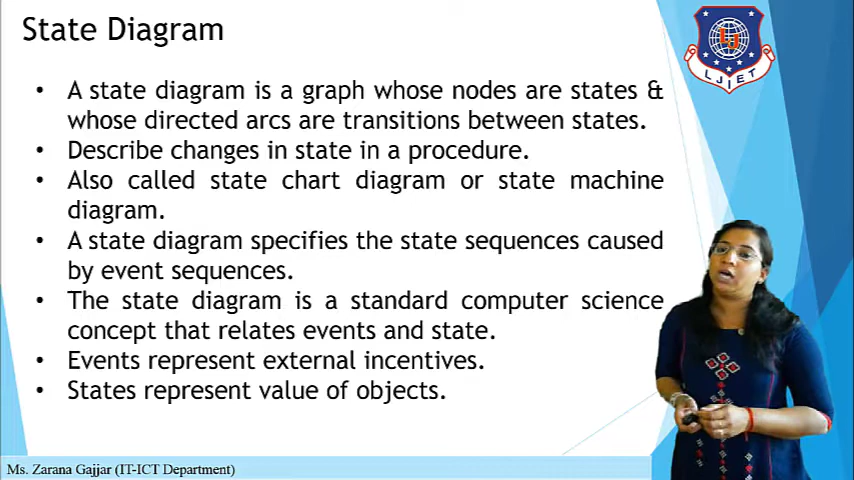 State Diagram
LJIET
• A state diagram is a graph whose nodes are states &
whose directed arcs are transitions between states.
• Describe changes in state in a procedure.
• Also called state chart diagram or state machine
diagram.
• A state diagram specifies the state sequences caused
by event sequences.
• The state diagram is a standard computer science
concept that relates events and state.
• Events represent external incentives.
• States represent value of objects.
Ms. Zarana Gajjar (IT-ICT Department)